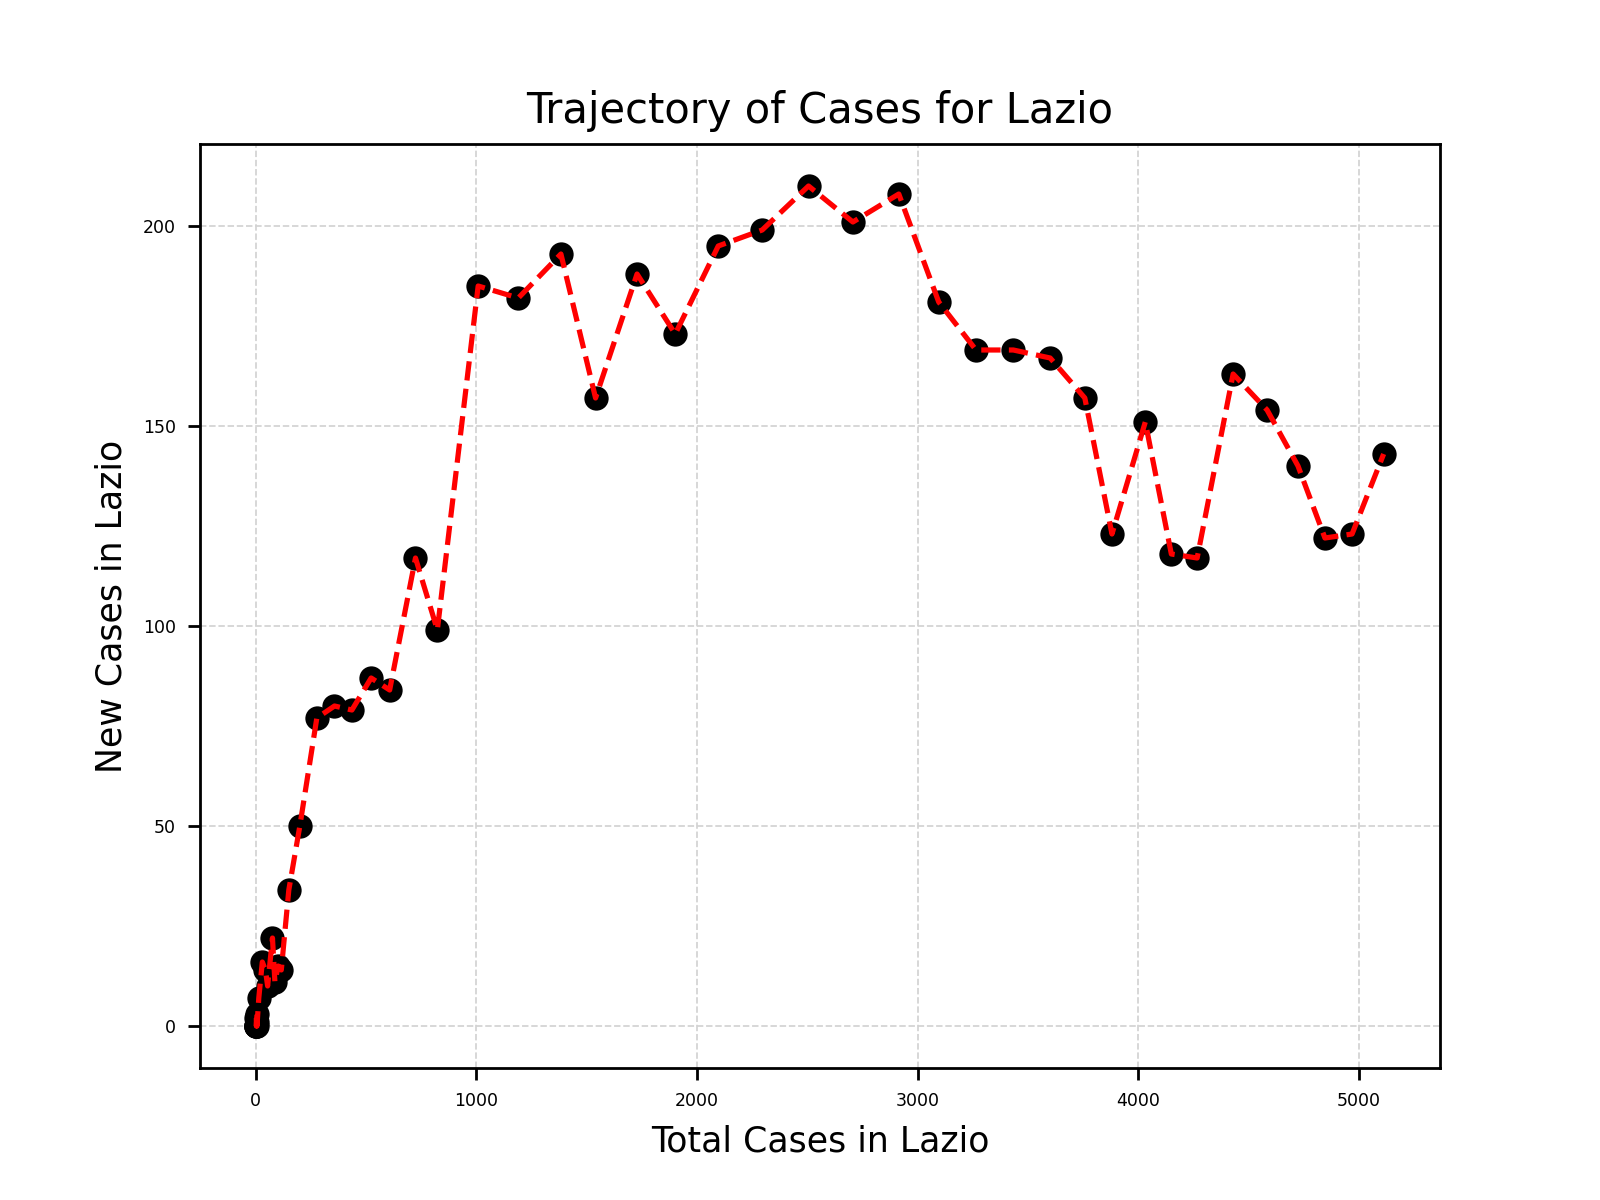 Trajectory of Cases for Lazio
New Cases in Lazio
200
150
100
50
0
0 1000 2000 3000 4000 5000
Total Cases in Lazio